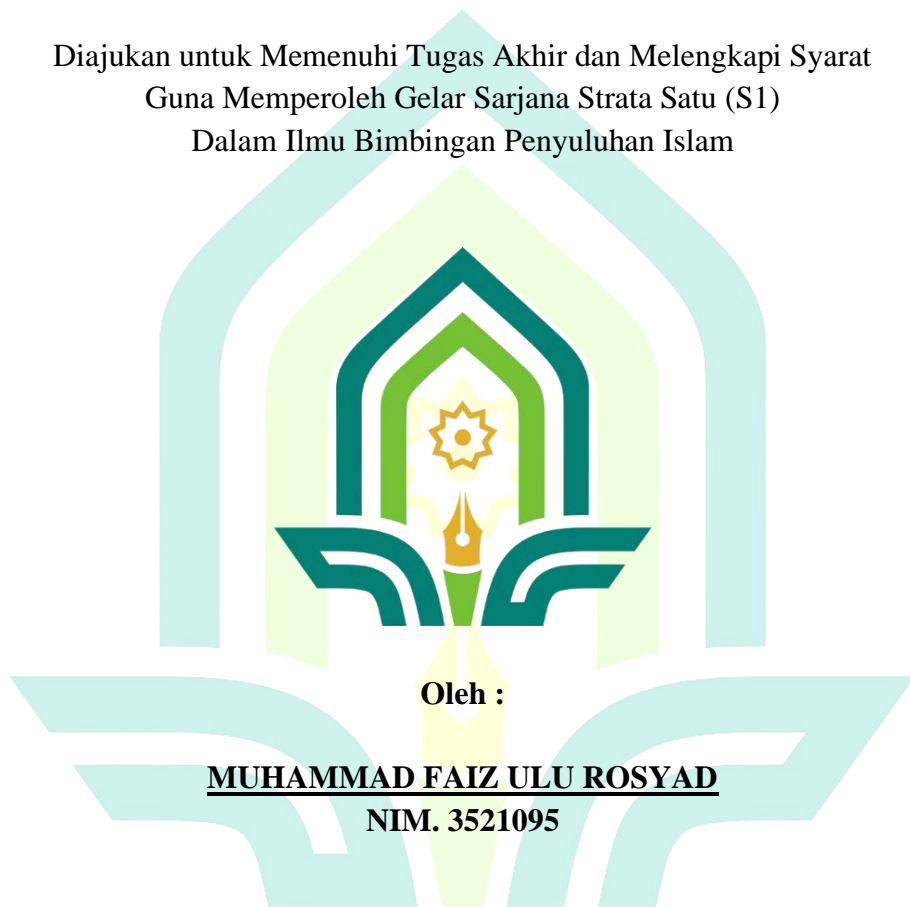 Diajukan untuk Memenuhi Tugas Akhir dan Melengkapi Syarat
Guna Memperoleh Gelar Sarjana Strata Satu (S1)
Dalam Ilmu Bimbingan Penyuluhan Islam
Oleh :
MUHAMMAD FAIZ ULU ROSYAD
NIM. 3521095